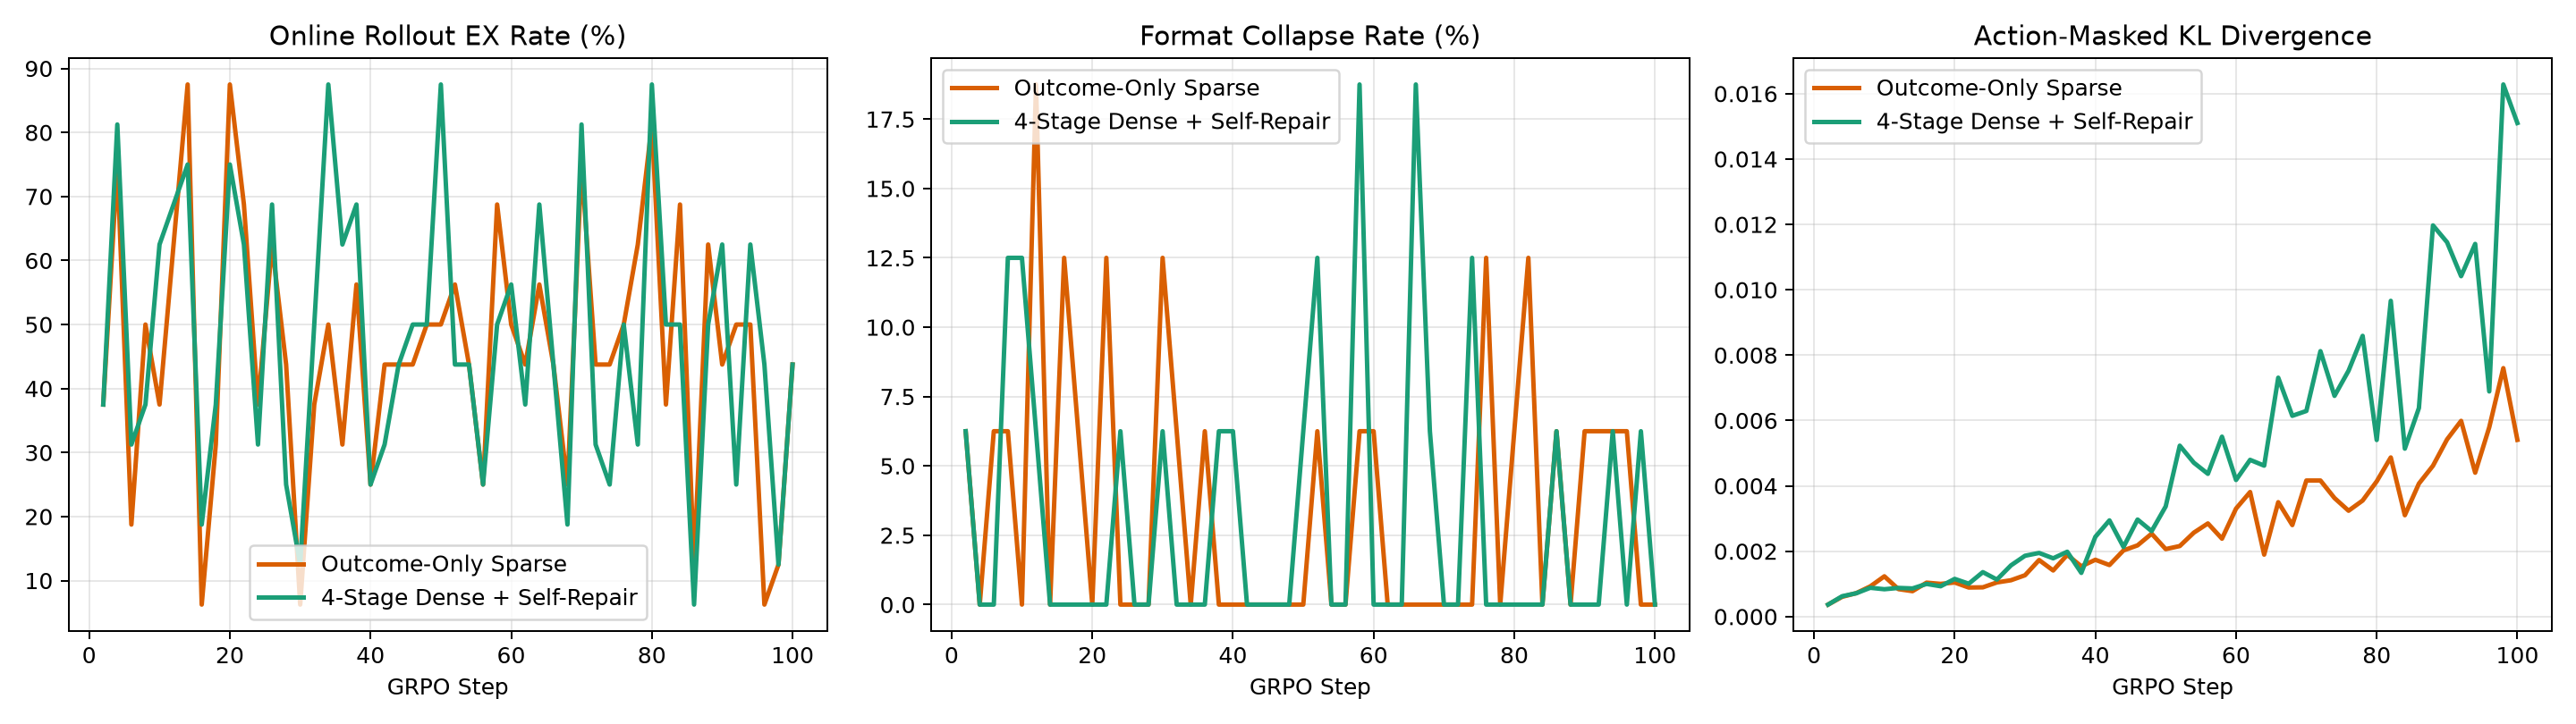 Online Rollout EX Rate (%)
90
80
70
60
50
40
30
20
10
0 20 40 60 80 100
GRPO Step
Outcome-Only Sparse
4-Stage Dense + Self-Repair
Format Collapse Rate (%)
17.5
15.0
12.5
10.0
7.5
5.0
2.5
0.0
0 20 40 60 80 100
GRPO Step
Outcome-Only Sparse
4-Stage Dense + Self-Repair
Action-Masked KL Divergence
0.016
0.014
0.012
0.010
0.008
0.006
0.004
0.002
0.000
0 20 40 60 80 100
GRPO Step
Outcome-Only Sparse
4-Stage Dense + Self-Repair